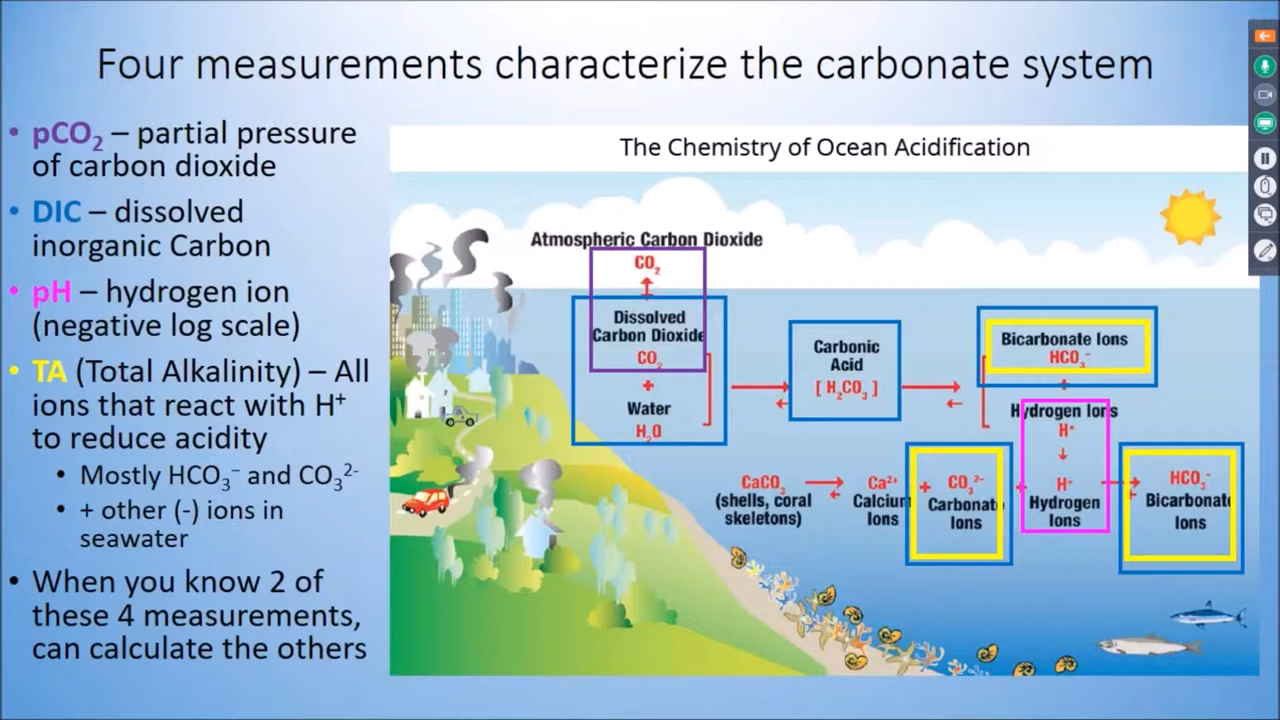 Four measurements characterize the carbonate system
• pCO₂ – partial pressure
of carbon dioxide
• DIC – dissolved
inorganic Carbon
• pH – hydrogen ion
(negative log scale)
• TA (Total Alkalinity) – All
ions that react with H⁺
to reduce acidity
• Mostly HCO₃⁻ and CO₃²⁻
• + other (-) ions in
seawater
• When you know 2 of
these 4 measurements,
can calculate the others
The Chemistry of Ocean Acidification
Atmospheric Carbon Dioxide
CO₂
Dissolved
Carbon Dioxide
CO₂
+
Water
H₂O
Carbonic
Acid
[ H₂CO₃ ]
Bicarbonate Ions
HCO₃⁻
+
Hydrogen Ions
H⁺
CaCO₃
(shells, coral
skeletons)
Ca²⁺
Calcium
Ions
+
CO₃²⁻
Carbonate
Ions
+
H⁺
Hydrogen
Ions
HCO₃⁻
Bicarbonate
Ions